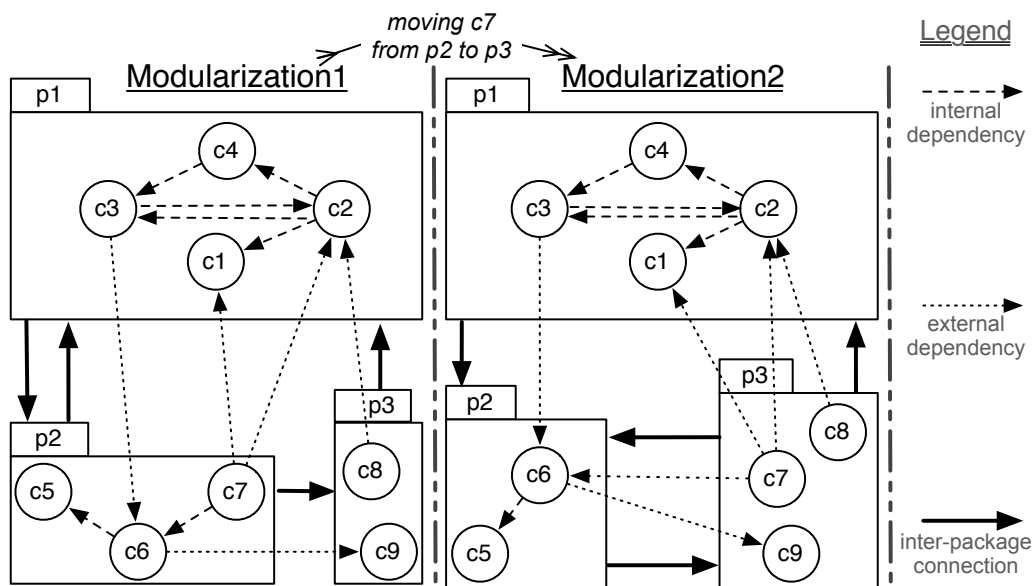 moving c7
from p2 to p3
Legend
Modularization1
Modularization2
p1
p1
internal
dependency
c4
c4
c3
c2
c3
c2
c1
c1
external
dependency
p3
p2
p3
p2
c8
c8
c5
c7
c6
c7
c6
c9
c5
c9
inter-package
connection